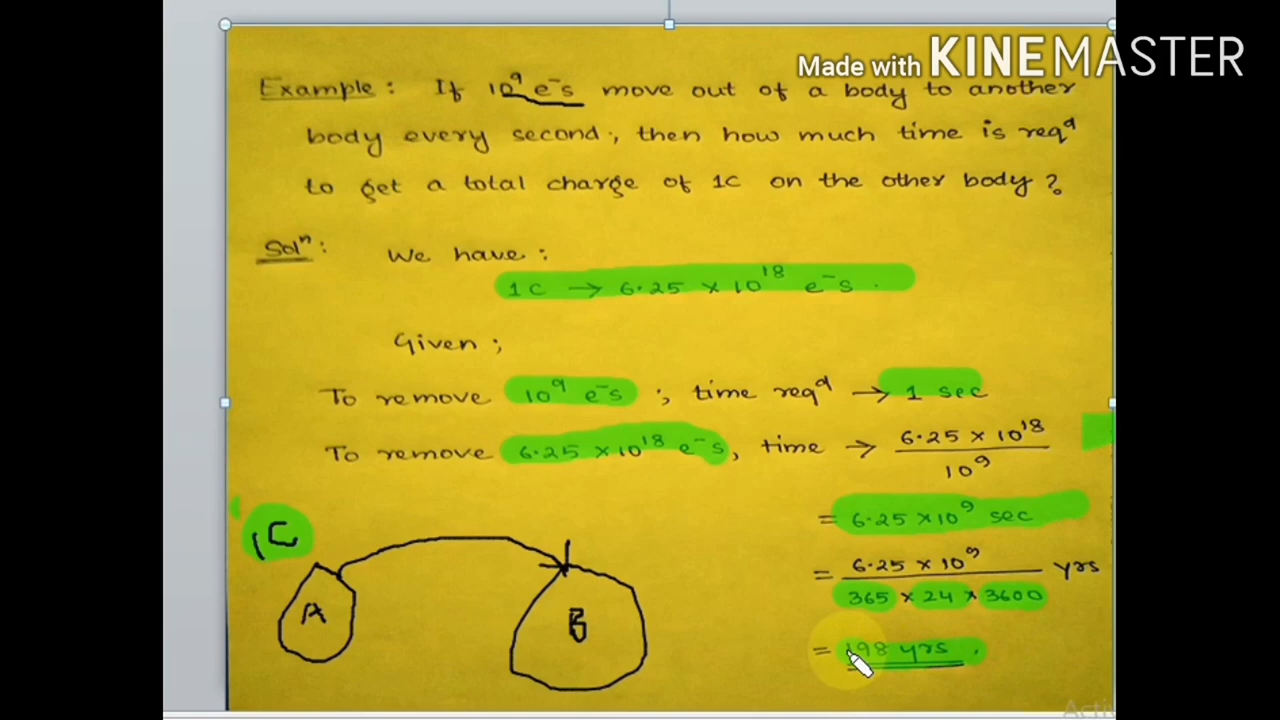 Made with KINEMASTER
Example: If 10⁹ e⁻s move out of a body to another
body every second, then how much time is reqᵈ
to get a total charge of 1C on the other body?
Solⁿ: We have:
1C → 6.25 × 10¹⁸ e⁻s.
Given;
To remove 10⁹ e⁻s ; time reqᵈ → 1 sec
To remove 6.25 × 10¹⁸ e⁻s, time → 6.25 × 10¹⁸
10⁹
= 6.25 × 10⁹ sec
1C
= 6.25 × 10⁹ yrs
365 × 24 × 3600
A
B
= 198 yrs.